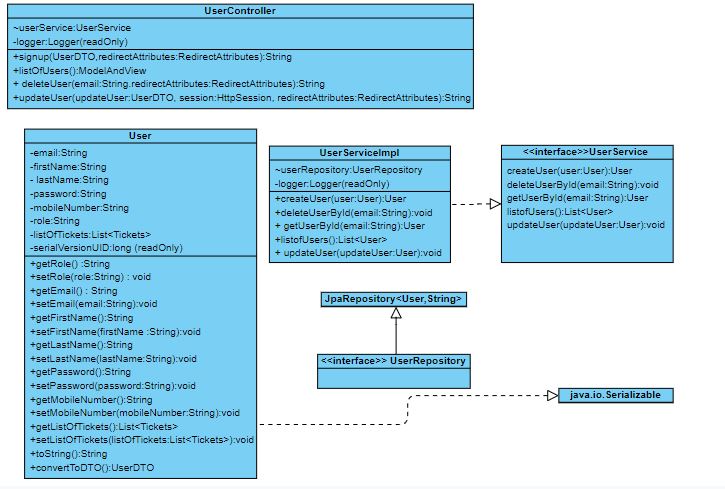 UserController
~userService:UserService
-logger:Logger(readOnly)
+signup(UserDTO,redirectAttributes:RedirectAttributes):String
+listOfUsers():ModelAndView
+ deleteUser(email:String.redirectAttributes:RedirectAttributes):String
+updateUser(updateUser:UserDTO, session:HttpSession, redirectAttributes:RedirectAttributes):String
User
-email:String
-firstName:String
- lastName:String
-password:String
-mobileNumber:String
-role:String
-listOfTickets:List<Tickets>
-serialVersionUID:long (readOnly)
+getRole() :String
+setRole(role:String) : void
+getEmail() : String
+setEmail(email:String):void
+getFirstName():String
+setFirstName(firstName :String):void
+getLastName():String
+setLastName(lastName:String):void
+getPassword():String
+setPassword(password:String):void
+getMobileNumber():String
+setMobileNumber(mobileNumber:String):void
+getListOfTickets():List<Tickets>
+setListOfTickets(listOfTickets:List<Tickets>):void
+toString():String
+convertToDTO():UserDTO
UserServiceImpl
~userRepository:UserRepository
-logger:Logger(readOnly)
+createUser(user:User):User
+deleteUserById(email:String):void
+ getUserById(email:String):User
+listofUsers():List<User>
+ updateUser(updateUser:User):void
<<interface>>UserService
createUser(user:User):User
deleteUserById(email:String):void
getUserById(email:String):User
listofUsers():List<User>
updateUser(updateUser:User):void
JpaRepository<User,String>
<<interface>> UserRepository
java.io.Serializable